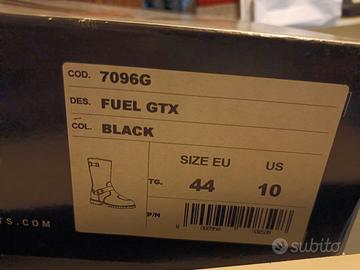 COD. 7096G
DES. FUEL GTX
COL. BLACK
SIZE EU US
TG. 44 10
P/N
TS.COM
subito